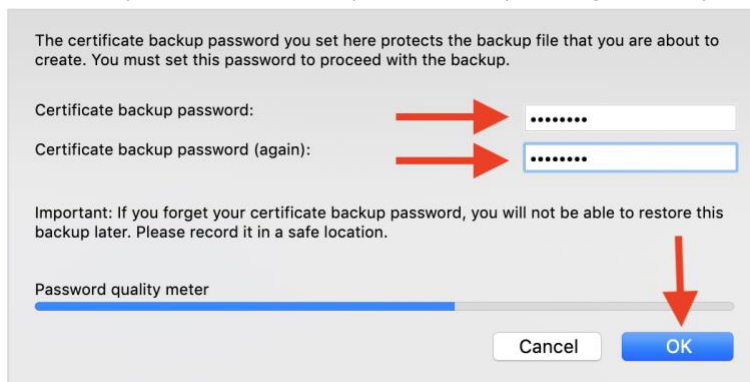 The certificate backup password you set here protects the backup file that you are about to
create. You must set this password to proceed with the backup.
Certificate backup password:
••••••••
Certificate backup password (again):
••••••••
Important: If you forget your certificate backup password, you will not be able to restore this
backup later. Please record it in a safe location.
Password quality meter
Cancel
OK